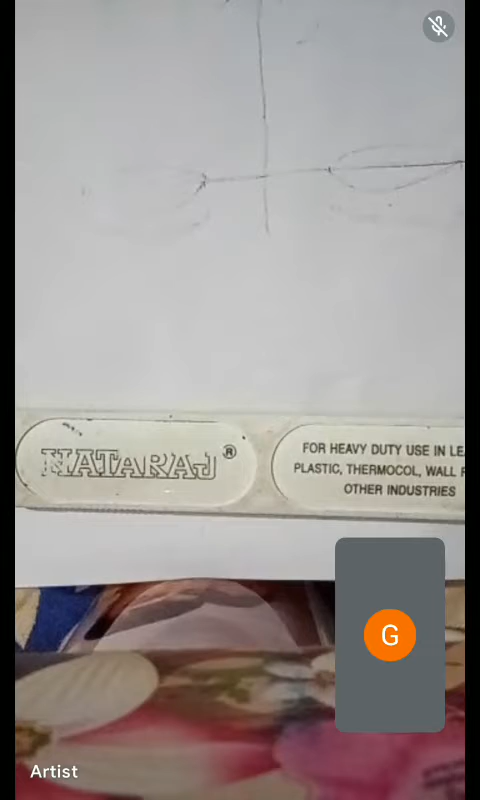 NATARAJ®
FOR HEAVY DUTY USE IN
PLASTIC, THERMOCOL, WALL
OTHER INDUSTRIES
G
Artist